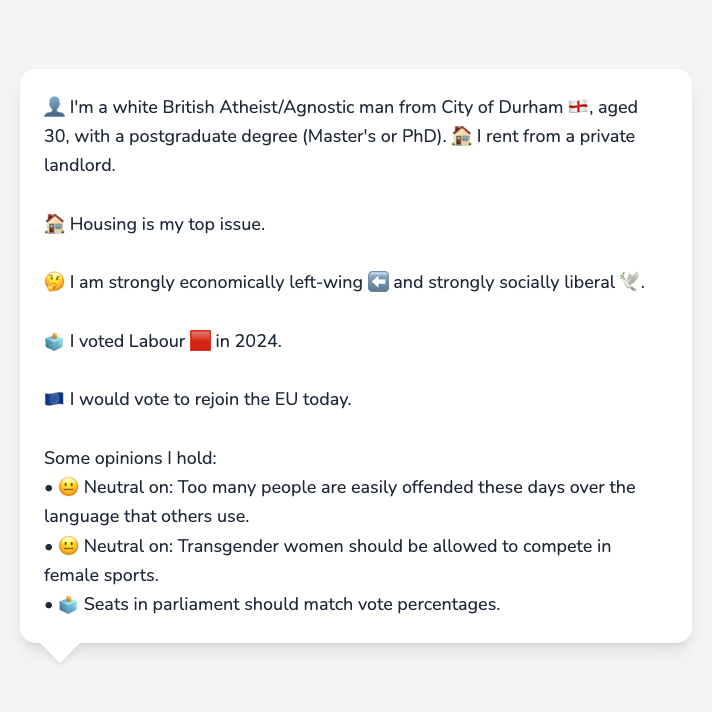 👤 I'm a white British Atheist/Agnostic man from City of Durham 🏴󠁧󠁢󠁥󠁮󠁧󠁿, aged
30, with a postgraduate degree (Master's or PhD). 🏠 I rent from a private
landlord.
🏠 Housing is my top issue.
🤔 I am strongly economically left-wing ⬅️ and strongly socially liberal 🕊️.
🗳️ I voted Labour 🟥 in 2024.
🇪🇺 I would vote to rejoin the EU today.
Some opinions I hold:
• 😐 Neutral on: Too many people are easily offended these days over the
language that others use.
• 😐 Neutral on: Transgender women should be allowed to compete in
female sports.
• 🗳️ Seats in parliament should match vote percentages.